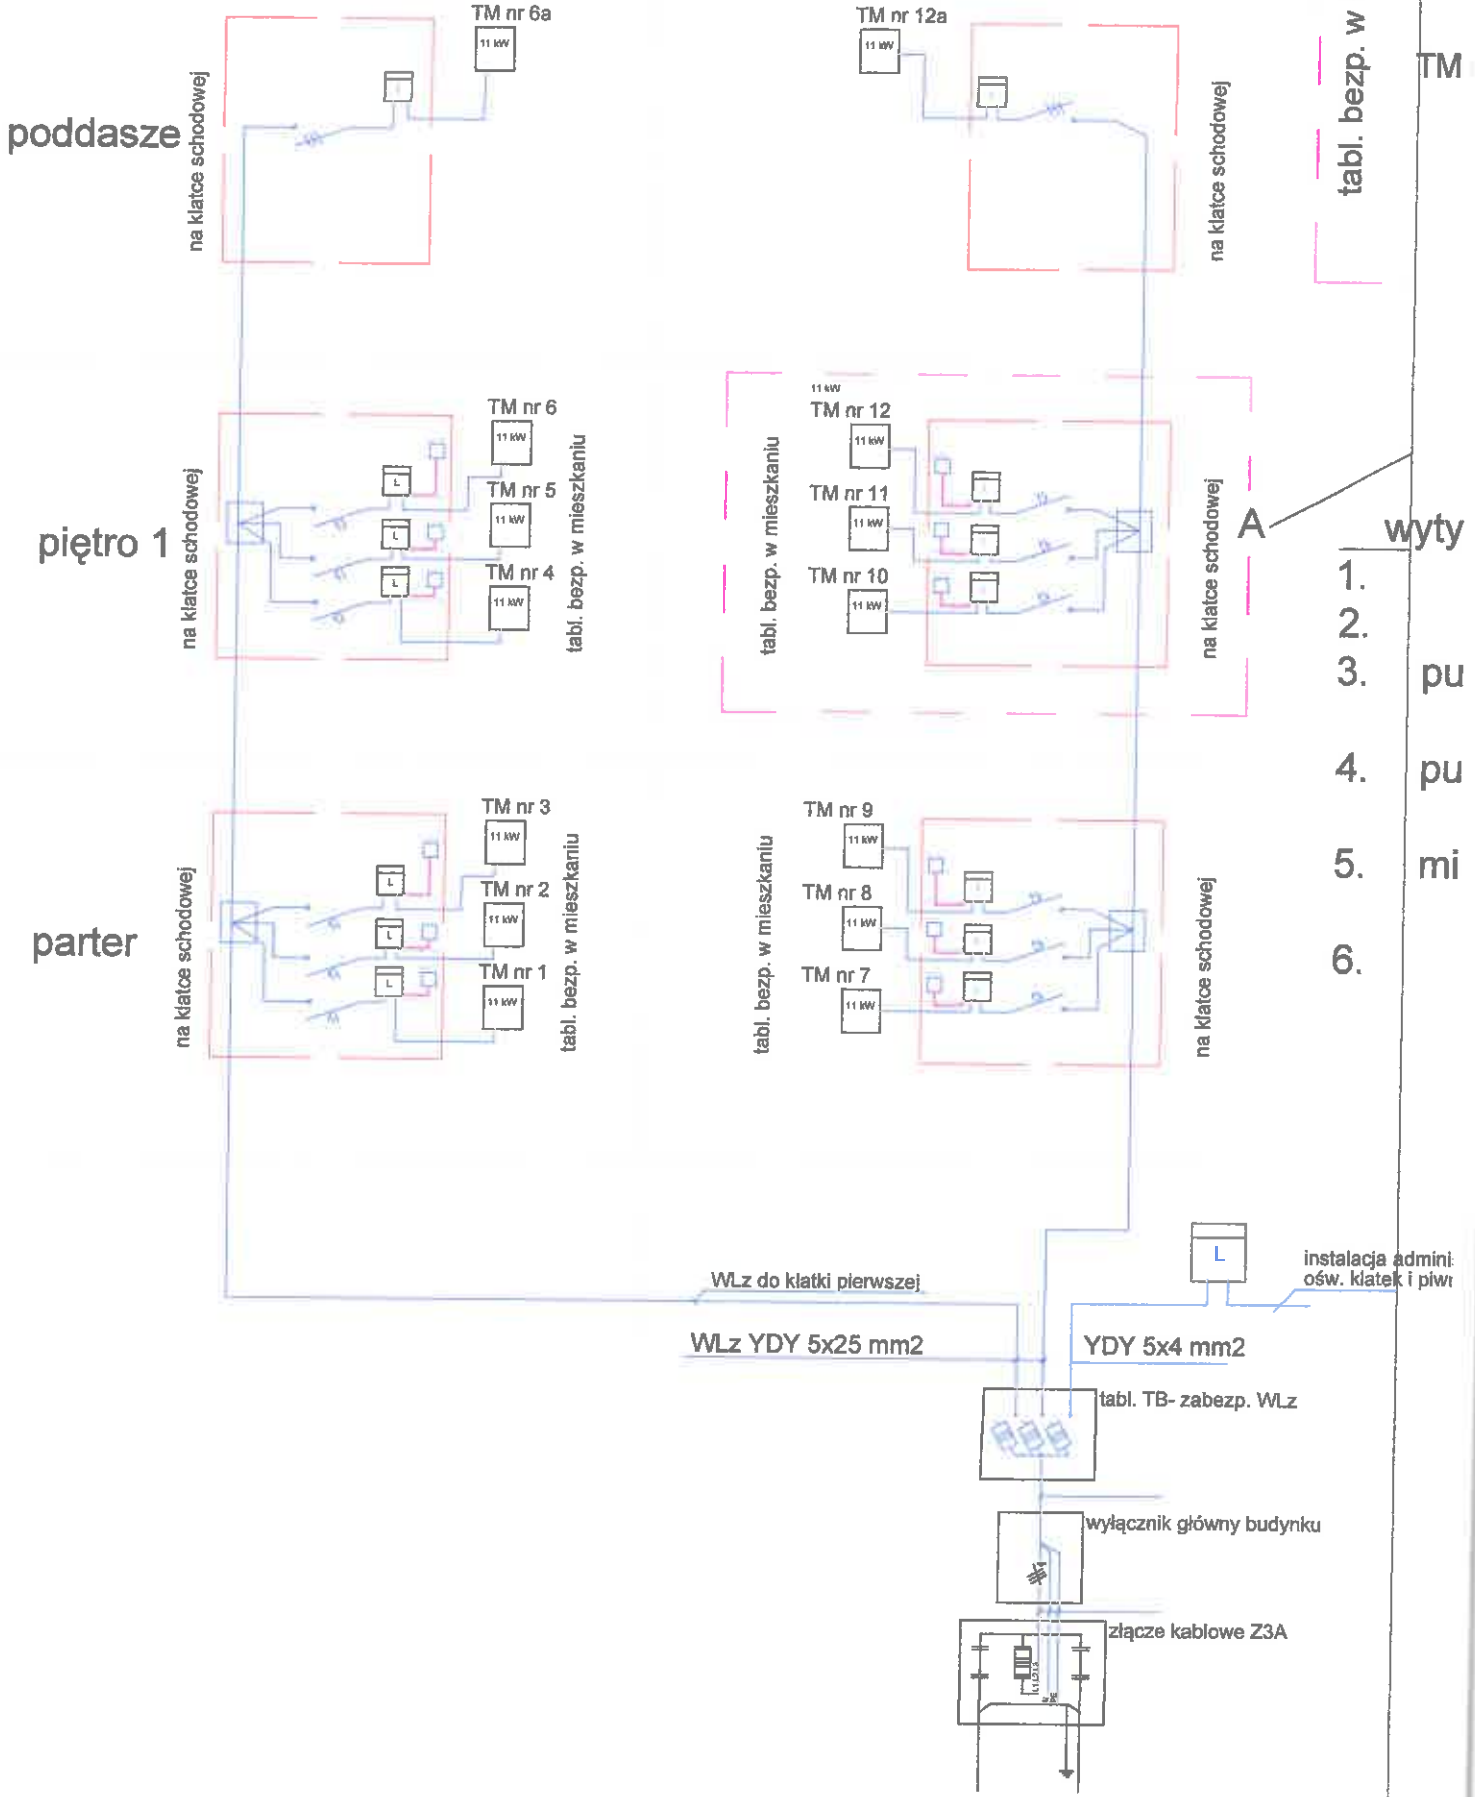 TM nr 6a
11 kW
poddasze
na klatce schodowej
TM nr 12a
11 kW
na klatce schodowej
tabl. bezp. w
TM
TM nr 6
11 kW
TM nr 5
11 kW
TM nr 4
11 kW
L
L
L
piętro 1
na klatce schodowej
tabl. bezp. w mieszkaniu
11 kW
TM nr 12
11 kW
TM nr 11
11 kW
TM nr 10
11 kW
tabl. bezp. w mieszkaniu
na klatce schodowej
A
wyty
1.
2.
3. pu
4. pu
5. mi
6.
TM nr 3
11 kW
TM nr 2
11 kW
TM nr 1
11 kW
L
L
L
parter
na klatce schodowej
tabl. bezp. w mieszkaniu
TM nr 9
11 kW
TM nr 8
11 kW
TM nr 7
11 kW
tabl. bezp. w mieszkaniu
na klatce schodowej
L
instalacja admini
ośw. klatek i piwn
WLz do klatki pierwszej
WLz YDY 5x25 mm2
YDY 5x4 mm2
tabl. TB- zabezp. WLz
wyłącznik główny budynku
złącze kablowe Z3A